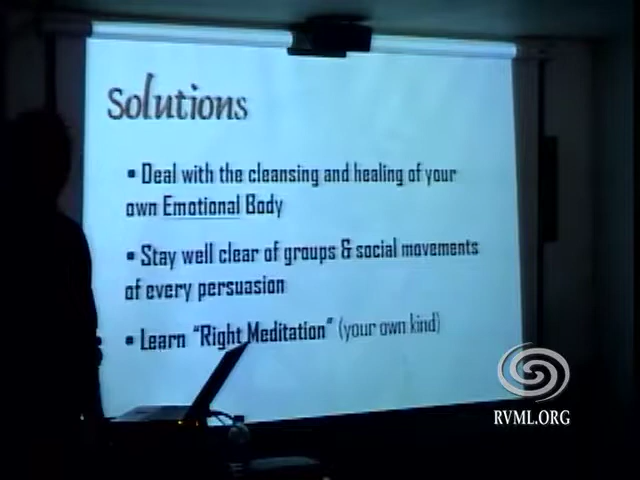 Solutions
▪ Deal with the cleansing and healing of your
own Emotional Body
▪ Stay well clear of groups & social movements
of every persuasion
▪ Learn "Right Meditation" (your own kind)
RVML.ORG